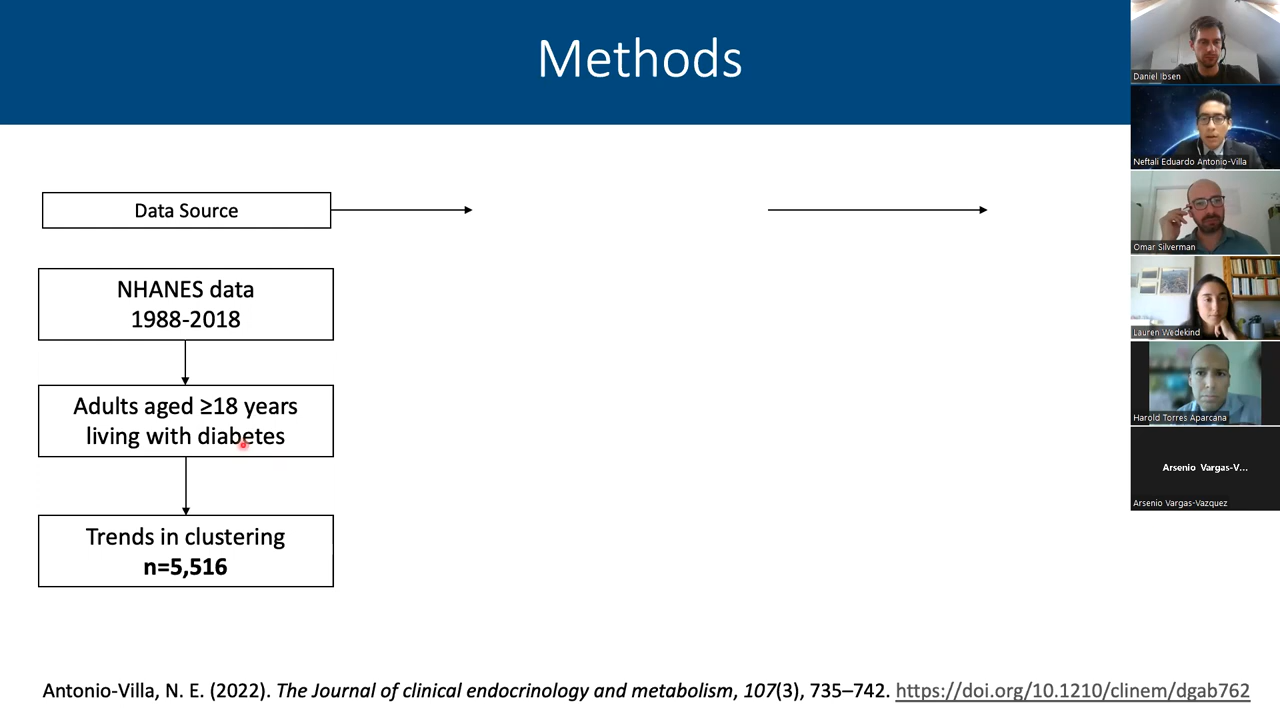 Methods
Data Source
NHANES data
1988-2018
Adults aged ≥18 years
living with diabetes
Trends in clustering
n=5,516
Antonio-Villa, N. E. (2022). The Journal of clinical endocrinology and metabolism, 107(3), 735–742. https://doi.org/10.1210/clinem/dgab762
Daniel Ibsen
Neftali Eduardo Antonio-Villa
Omar Silverman
Lauren Wedekind
Harold Torres Aparcana
Arsenio Vargas-V...
Arsenio Vargas-Vazquez